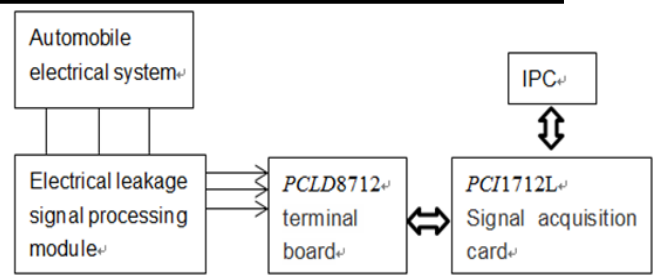 Automobile
electrical system↵
IPC↵
Electrical leakage
signal processing
module↵
PCLD8712↵
terminal
board↵
PCI1712L↵
Signal acquisition
card↵